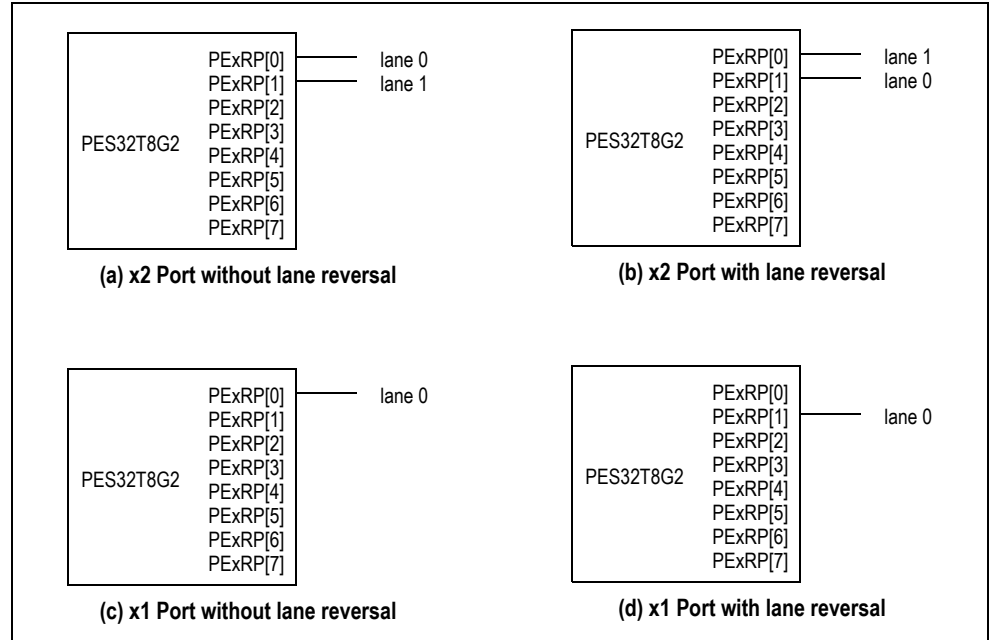 PES32T8G2
PExRP[0]
PExRP[1]
PExRP[2]
PExRP[3]
PExRP[4]
PExRP[5]
PExRP[6]
PExRP[7]
lane 0
lane 1
(a) x2 Port without lane reversal
PES32T8G2
PExRP[0]
PExRP[1]
PExRP[2]
PExRP[3]
PExRP[4]
PExRP[5]
PExRP[6]
PExRP[7]
lane 1
lane 0
(b) x2 Port with lane reversal
PES32T8G2
PExRP[0]
PExRP[1]
PExRP[2]
PExRP[3]
PExRP[4]
PExRP[5]
PExRP[6]
PExRP[7]
lane 0
(c) x1 Port without lane reversal
PES32T8G2
PExRP[0]
PExRP[1]
PExRP[2]
PExRP[3]
PExRP[4]
PExRP[5]
PExRP[6]
PExRP[7]
lane 0
(d) x1 Port with lane reversal